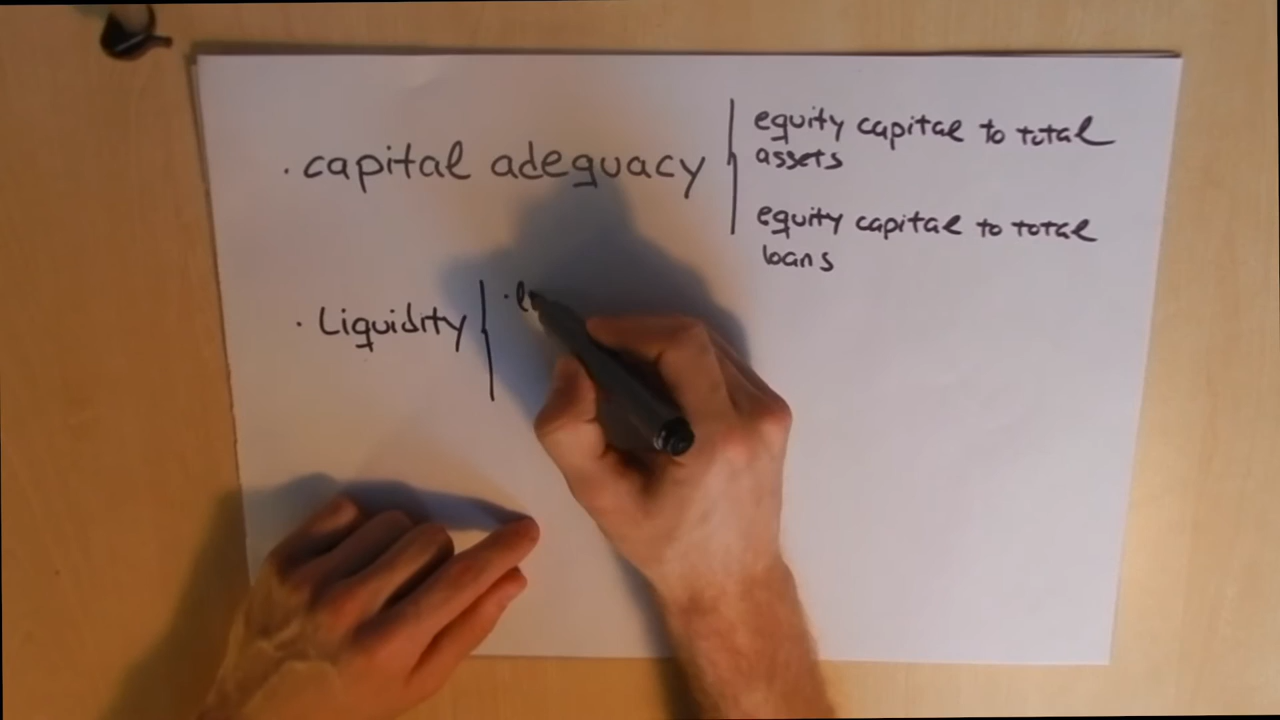 · capital adequacy
equity capital to total
assets
equity capital to total
loans
· Liquidity